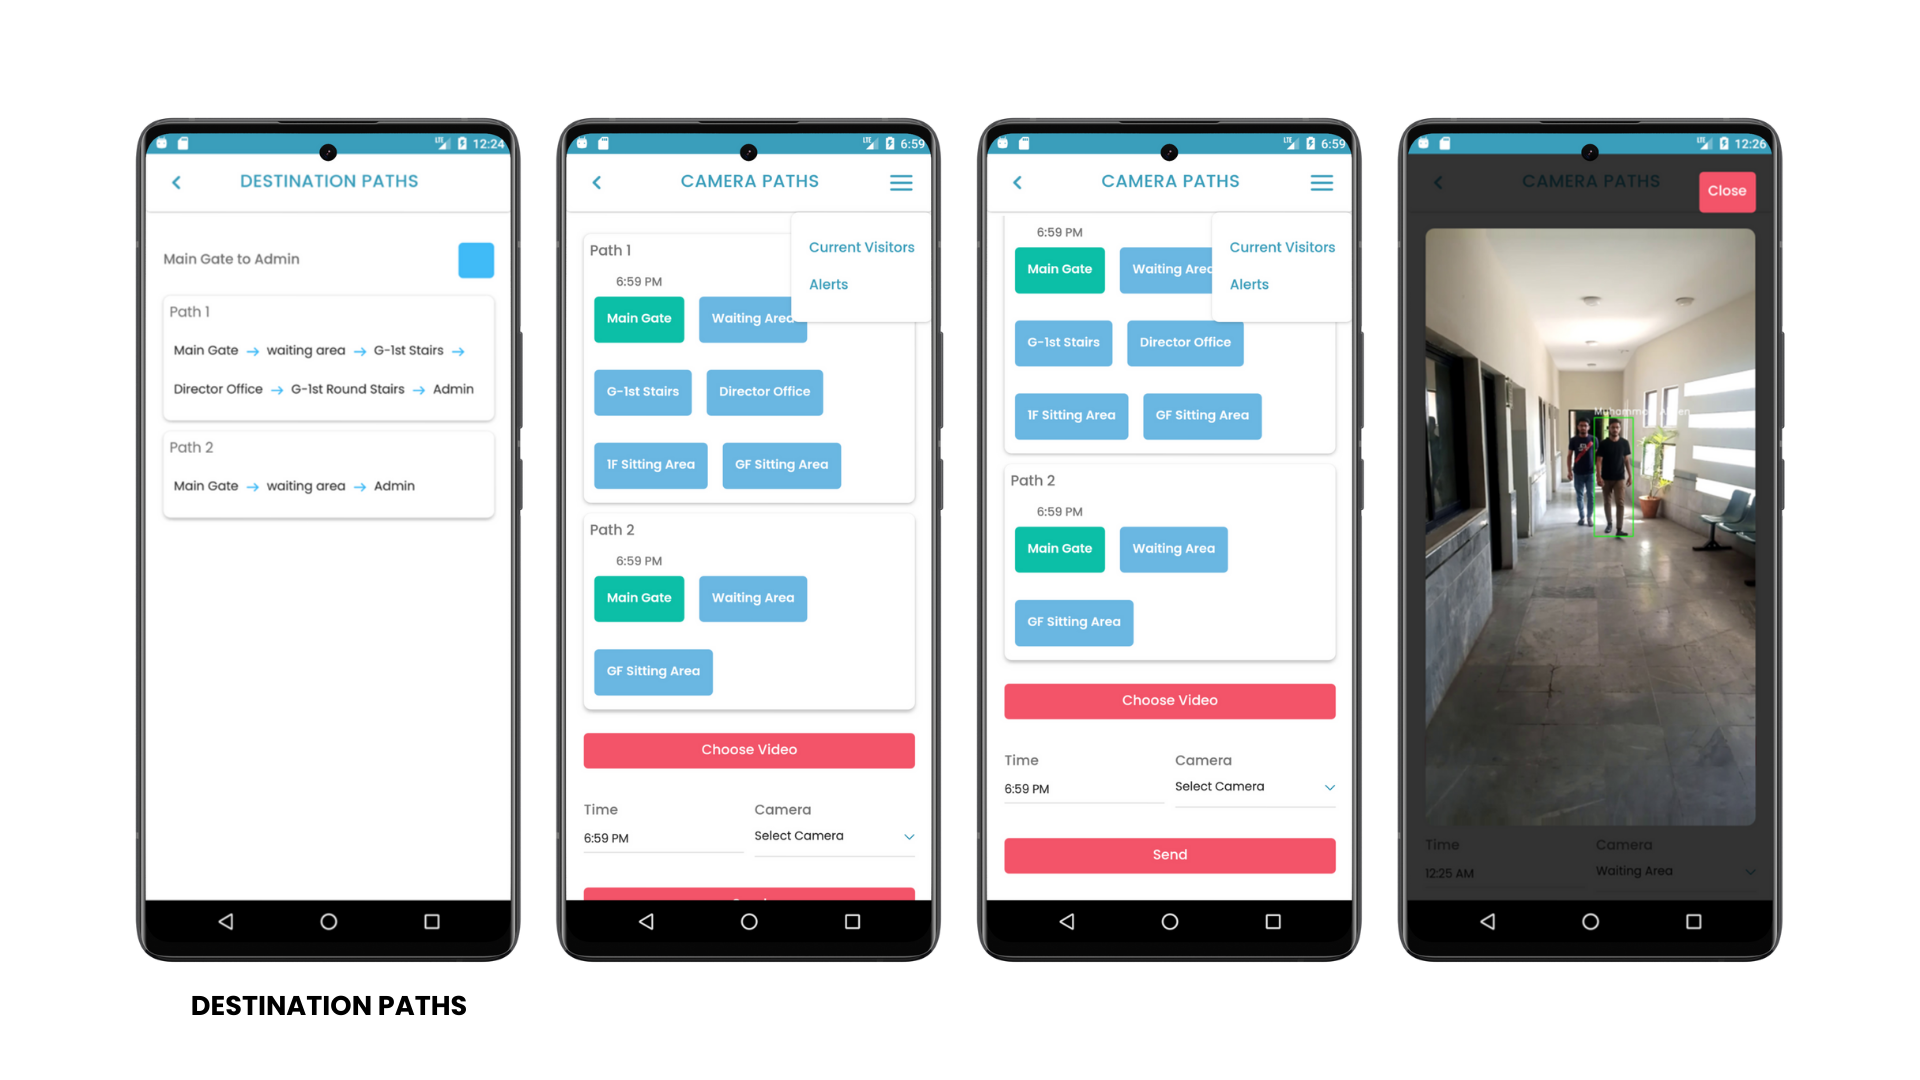 12:24
DESTINATION PATHS
Main Gate to Admin
Path 1
Main Gate → waiting area → G-1st Stairs →
Director Office → G-1st Round Stairs → Admin
Path 2
Main Gate → waiting area → Admin
DESTINATION PATHS
LTE 6:59
CAMERA PATHS
Current Visitors
Alerts
Path 1
6:59 PM
Main Gate Waiting Area
G-1st Stairs Director Office
1F Sitting Area GF Sitting Area
Path 2
6:59 PM
Main Gate Waiting Area
GF Sitting Area
Choose Video
Time Camera
6:59 PM Select Camera
LTE 6:59
CAMERA PATHS
Current Visitors
Alerts
6:59 PM
Main Gate Waiting Area
G-1st Stairs Director Office
1F Sitting Area GF Sitting Area
Path 2
6:59 PM
Main Gate Waiting Area
GF Sitting Area
Choose Video
Time Camera
6:59 PM Select Camera
Send
LTE 12:26
CAMERA PATHS
Close
Time Camera
12:25 AM Waiting Area